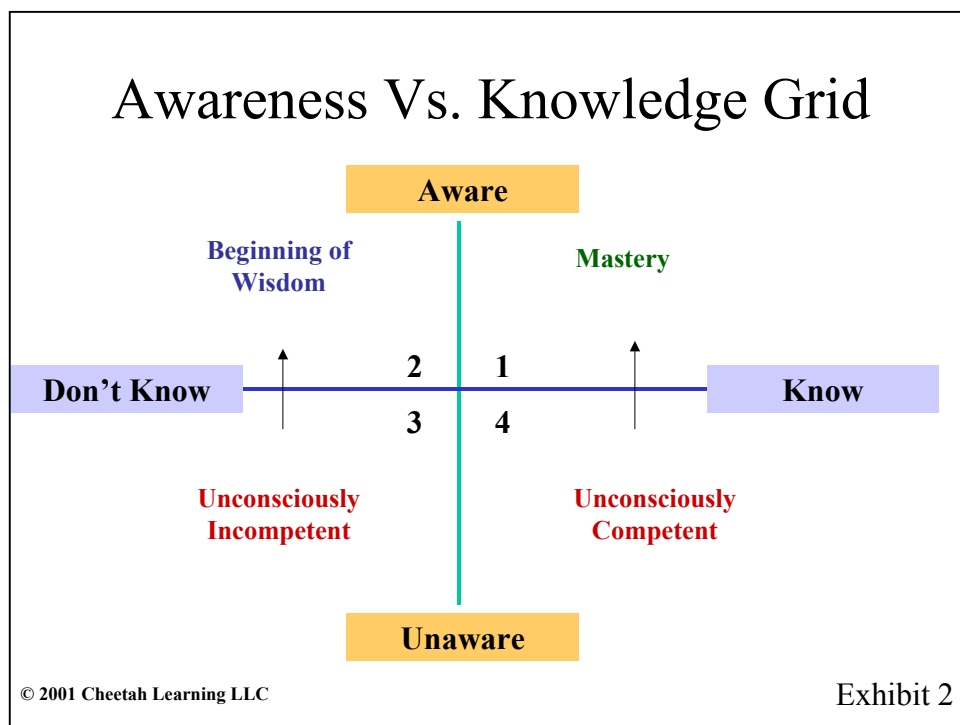 Awareness Vs. Knowledge Grid
Aware
Beginning of
Wisdom
Mastery
2 1
Don't Know
Know
3 4
Unconsciously
Incompetent
Unconsciously
Competent
Unaware
© 2001 Cheetah Learning LLC
Exhibit 2